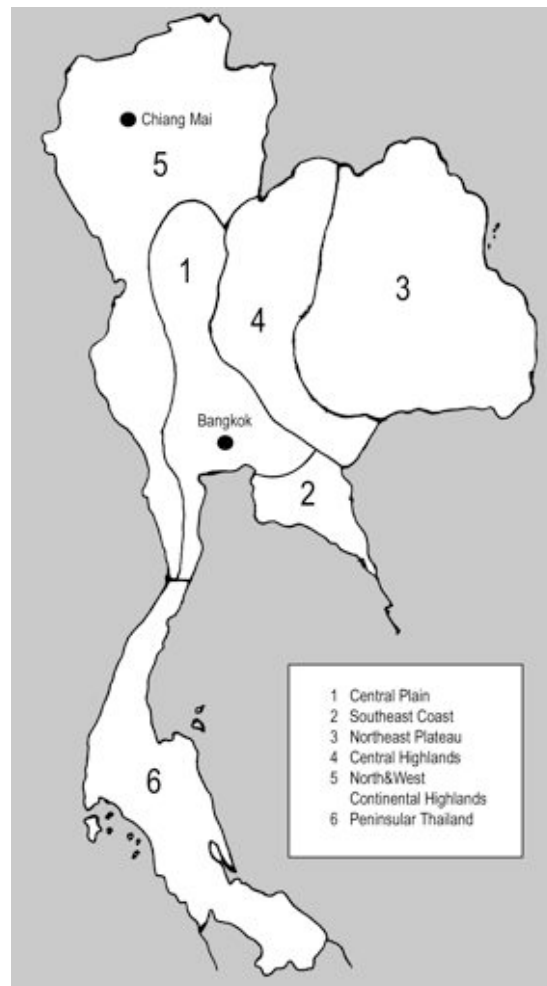 Chiang Mai
5
1
3
4
Bangkok
2
1 Central Plain
2 Southeast Coast
3 Northeast Plateau
4 Central Highlands
5 North&West
Continental Highlands
6 Peninsular Thailand
6